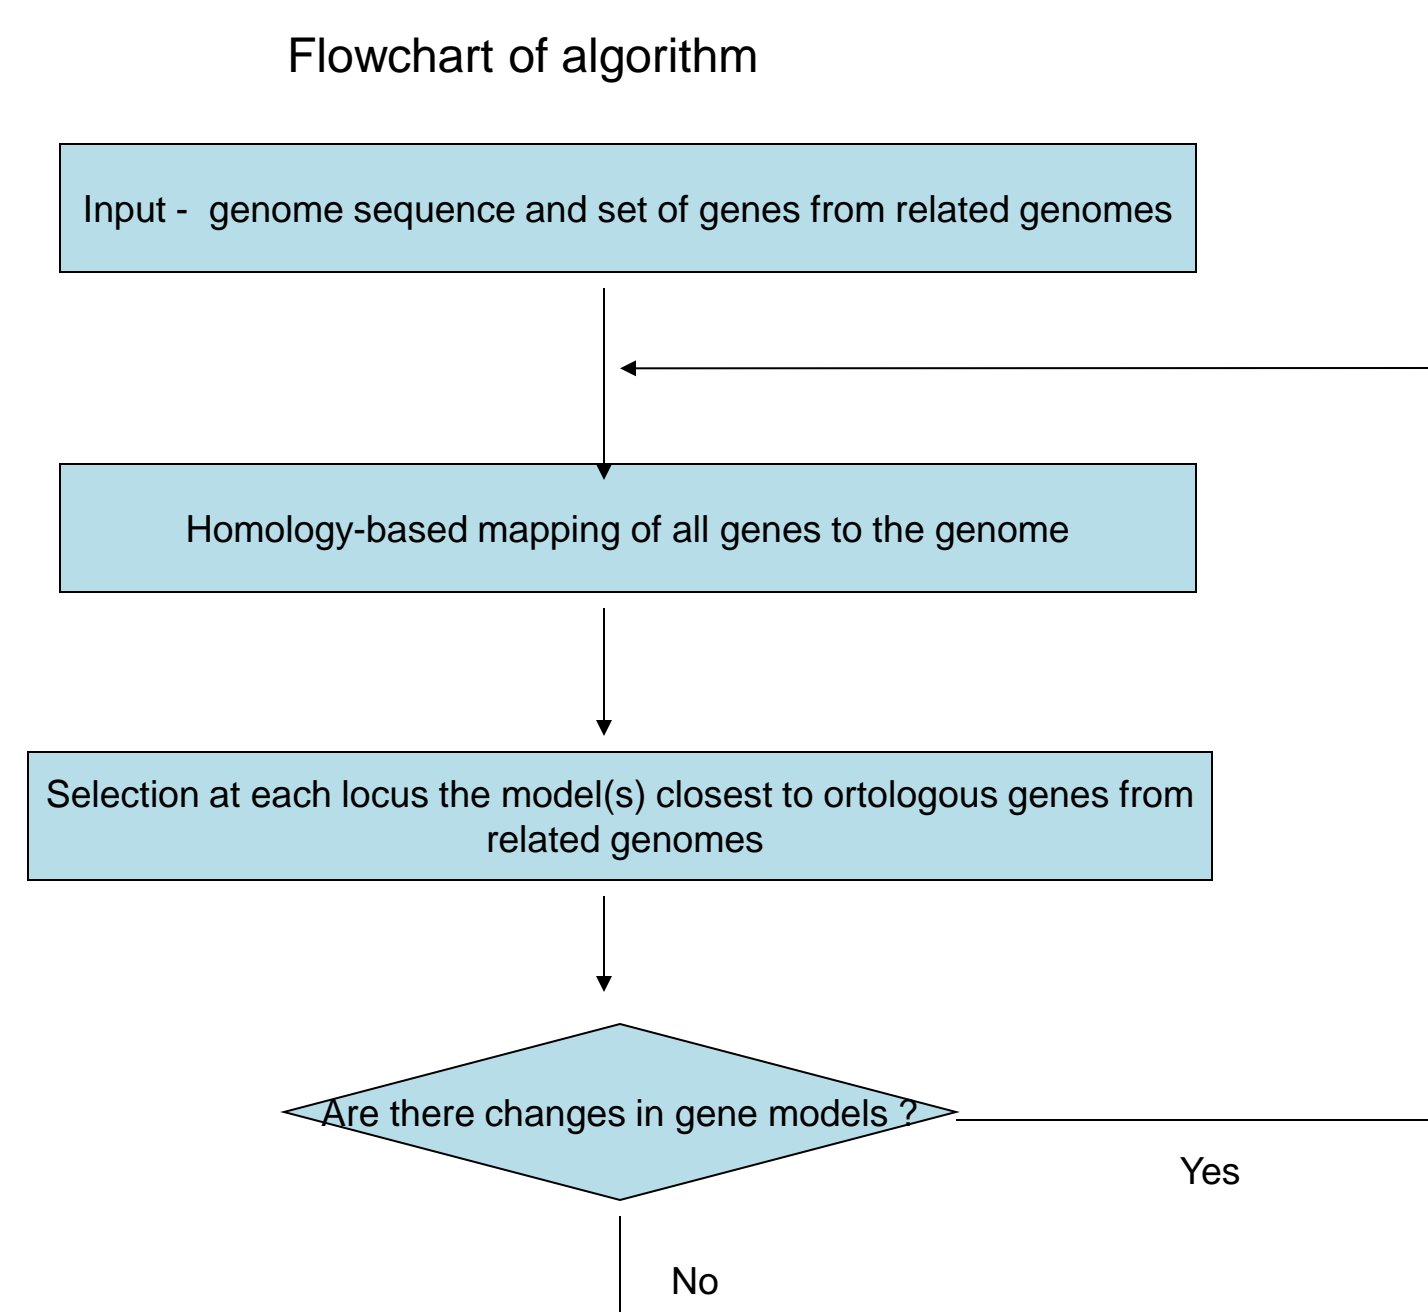 Flowchart of algorithm
Input -  genome sequence and set of genes from related genomes
Homology-based mapping of all genes to the genome
Selection at each locus the model(s) closest to ortologous genes from
related genomes
Are there changes in gene models ?
Yes
No